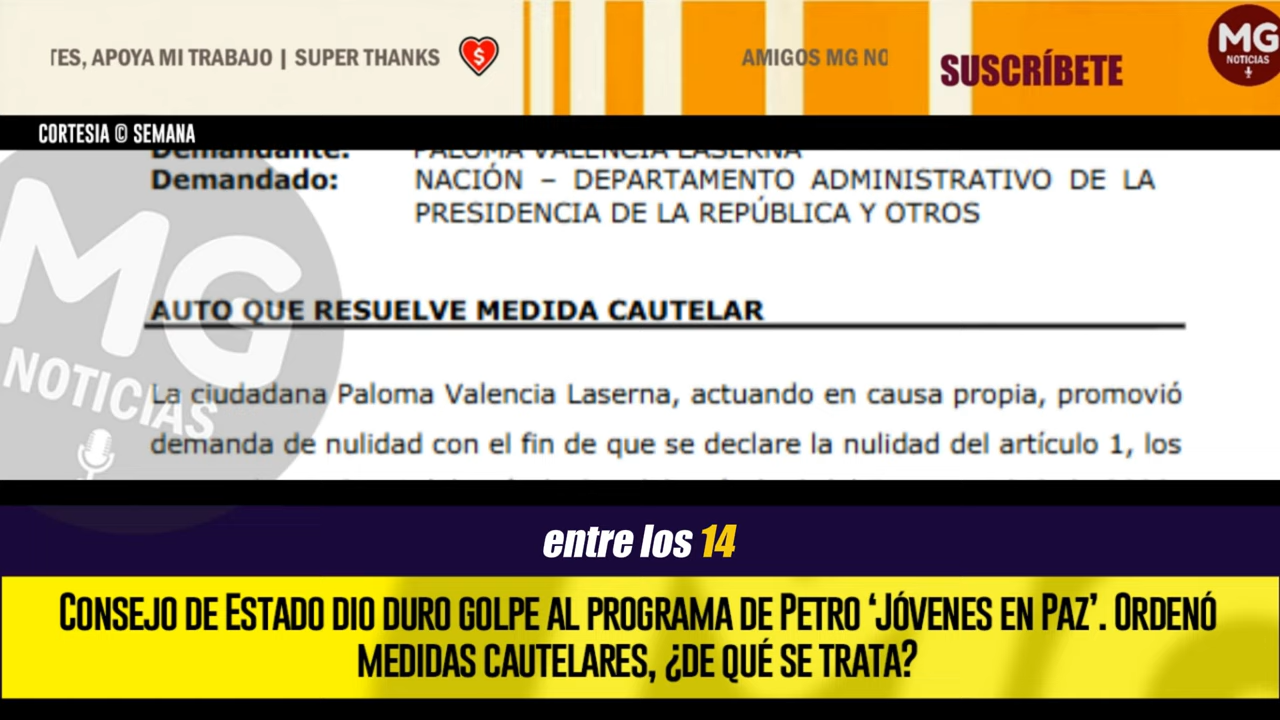 TES, APOYA MI TRABAJO | SUPER THANKS
AMIGOS MG NO
SUSCRÍBETE
MG
NOTICIAS
CORTESIA © SEMANA
Demandante: PALOMA VALENCIA LASERNA
Demandado: NACIÓN – DEPARTAMENTO ADMINISTRATIVO DE LA
PRESIDENCIA DE LA REPÚBLICA Y OTROS
AUTO QUE RESUELVE MEDIDA CAUTELAR
La ciudadana Paloma Valencia Laserna, actuando en causa propia, promovió
demanda de nulidad con el fin de que se declare la nulidad del artículo 1, los
MG
NOTICIAS
entre los 14
CONSEJO DE ESTADO DIO DURO GOLPE AL PROGRAMA DE PETRO ‘JÓVENES EN PAZ’. ORDENÓ
MEDIDAS CAUTELARES, ¿DE QUÉ SE TRATA?